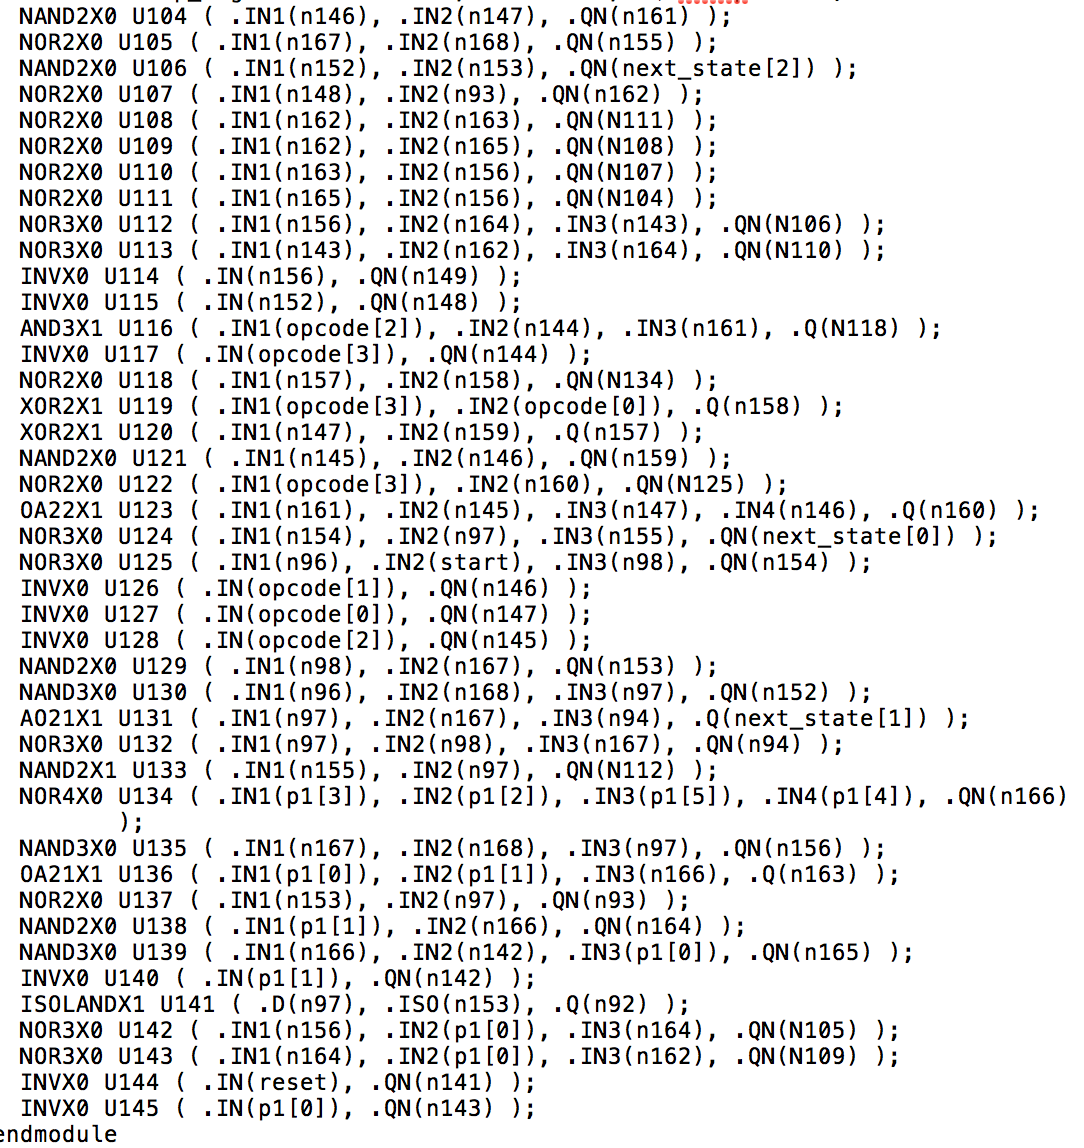 NAND2X0 U104 ( .IN1(n146), .IN2(n147), .QN(n161) );
NOR2X0 U105 ( .IN1(n167), .IN2(n168), .QN(n155) );
NAND2X0 U106 ( .IN1(n152), .IN2(n153), .QN(next_state[2]) );
NOR2X0 U107 ( .IN1(n148), .IN2(n93), .QN(n162) );
NOR2X0 U108 ( .IN1(n162), .IN2(n163), .QN(N111) );
NOR2X0 U109 ( .IN1(n162), .IN2(n165), .QN(N108) );
NOR2X0 U110 ( .IN1(n163), .IN2(n156), .QN(N107) );
NOR2X0 U111 ( .IN1(n165), .IN2(n156), .QN(N104) );
NOR3X0 U112 ( .IN1(n156), .IN2(n164), .IN3(n143), .QN(N106) );
NOR3X0 U113 ( .IN1(n143), .IN2(n162), .IN3(n164), .QN(N110) );
INVX0 U114 ( .IN(n156), .QN(n149) );
INVX0 U115 ( .IN(n152), .QN(n148) );
AND3X1 U116 ( .IN1(opcode[2]), .IN2(n144), .IN3(n161), .Q(N118) );
INVX0 U117 ( .IN(opcode[3]), .QN(n144) );
NOR2X0 U118 ( .IN1(n157), .IN2(n158), .QN(N134) );
XOR2X1 U119 ( .IN1(opcode[3]), .IN2(opcode[0]), .Q(n158) );
XOR2X1 U120 ( .IN1(n147), .IN2(n159), .Q(n157) );
NAND2X0 U121 ( .IN1(n145), .IN2(n146), .QN(n159) );
NOR2X0 U122 ( .IN1(opcode[3]), .IN2(n160), .QN(N125) );
OA22X1 U123 ( .IN1(n161), .IN2(n145), .IN3(n147), .IN4(n146), .Q(n160) );
NOR3X0 U124 ( .IN1(n154), .IN2(n97), .IN3(n155), .QN(next_state[0]) );
NOR3X0 U125 ( .IN1(n96), .IN2(start), .IN3(n98), .QN(n154) );
INVX0 U126 ( .IN(opcode[1]), .QN(n146) );
INVX0 U127 ( .IN(opcode[0]), .QN(n147) );
INVX0 U128 ( .IN(opcode[2]), .QN(n145) );
NAND2X0 U129 ( .IN1(n98), .IN2(n167), .QN(n153) );
NAND3X0 U130 ( .IN1(n96), .IN2(n168), .IN3(n97), .QN(n152) );
AO21X1 U131 ( .IN1(n97), .IN2(n167), .IN3(n94), .Q(next_state[1]) );
NOR3X0 U132 ( .IN1(n97), .IN2(n98), .IN3(n167), .QN(n94) );
NAND2X1 U133 ( .IN1(n155), .IN2(n97), .QN(N112) );
NOR4X0 U134 ( .IN1(p1[3]), .IN2(p1[2]), .IN3(p1[5]), .IN4(p1[4]), .QN(n166)
);
NAND3X0 U135 ( .IN1(n167), .IN2(n168), .IN3(n97), .QN(n156) );
OA21X1 U136 ( .IN1(p1[0]), .IN2(p1[1]), .IN3(n166), .Q(n163) );
NOR2X0 U137 ( .IN1(n153), .IN2(n97), .QN(n93) );
NAND2X0 U138 ( .IN1(p1[1]), .IN2(n166), .QN(n164) );
NAND3X0 U139 ( .IN1(n166), .IN2(n142), .IN3(p1[0]), .QN(n165) );
INVX0 U140 ( .IN(p1[1]), .QN(n142) );
ISOLANDX1 U141 ( .D(n97), .ISO(n153), .Q(n92) );
NOR3X0 U142 ( .IN1(n156), .IN2(p1[0]), .IN3(n164), .QN(N105) );
NOR3X0 U143 ( .IN1(n164), .IN2(p1[0]), .IN3(n162), .QN(N109) );
INVX0 U144 ( .IN(reset), .QN(n141) );
INVX0 U145 ( .IN(p1[0]), .QN(n143) );
endmodule